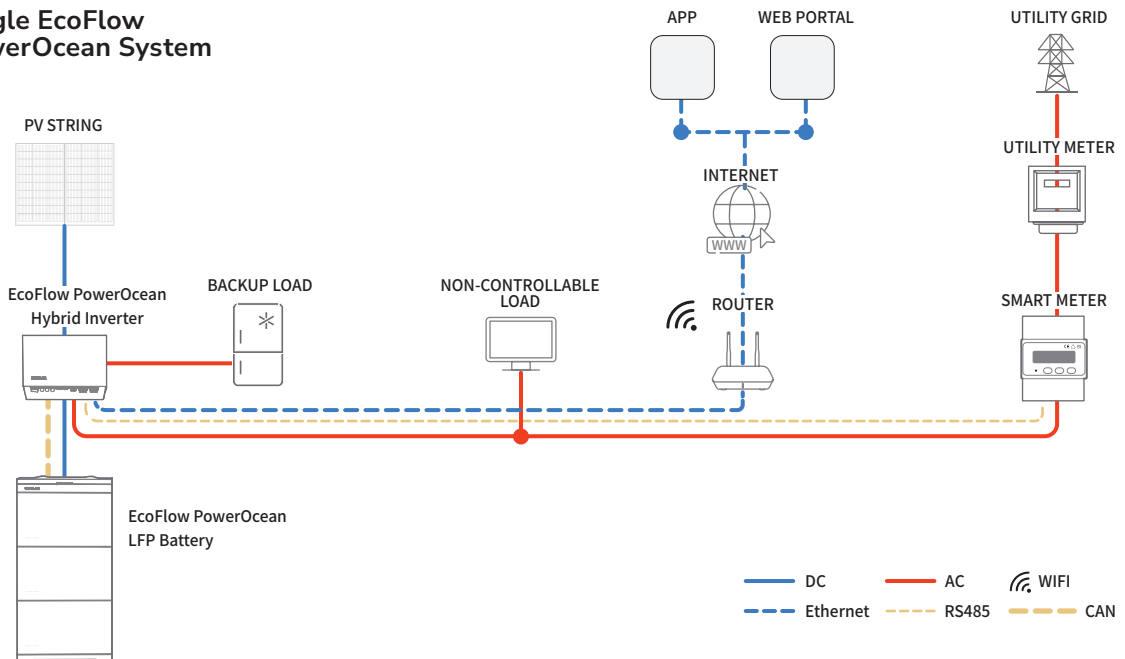 gle EcoFlow
verOcean System
APP
WEB PORTAL
UTILITY GRID
PV STRING
UTILITY METER
INTERNET
WWW
EcoFlow PowerOcean
Hybrid Inverter
BACKUP LOAD
NON-CONTROLLABLE
LOAD
ROUTER
SMART METER
EcoFlow PowerOcean
LFP Battery
DC
AC
WIFI
Ethernet
RS485
CAN